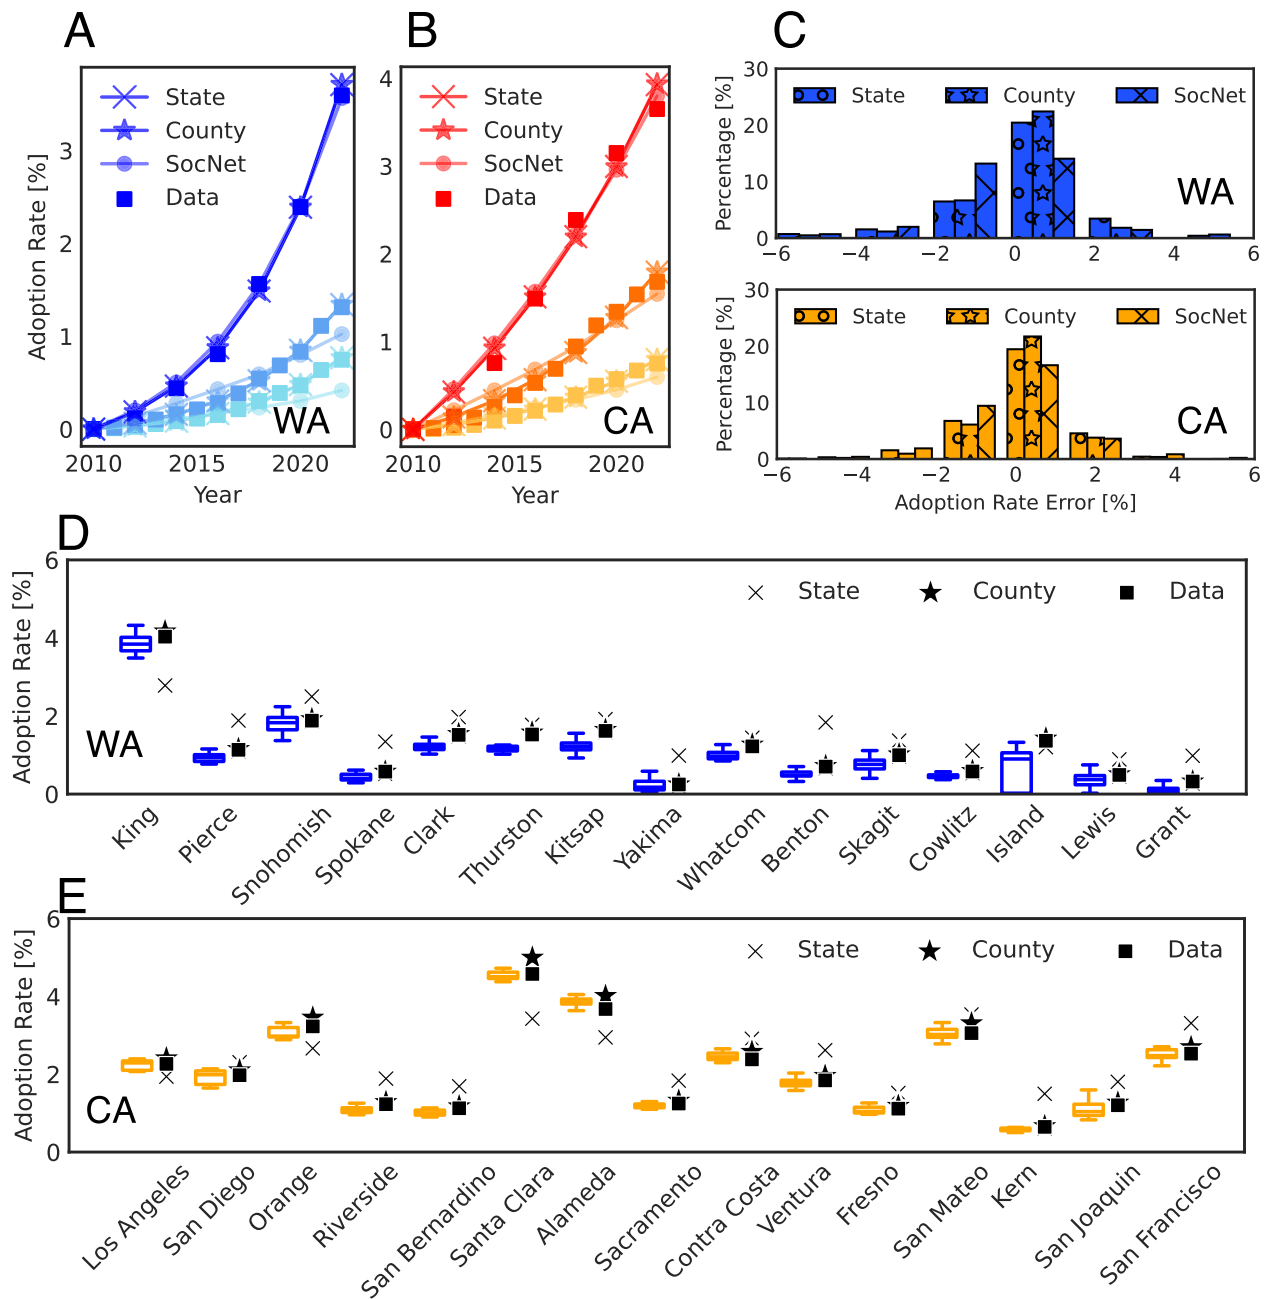 A
B
C
State
County
SocNet
Data
WA
Adoption Rate [%]
3
2
1
0
2010
2015
2020
Year
State
County
SocNet
Data
CA
4
3
2
1
0
2010
2015
2020
Year
Percentage [%]
30
20
10
0
State
County
SocNet
WA
−6
−4
−2
0
2
4
6
Percentage [%]
30
20
10
0
State
County
SocNet
CA
−6
−4
−2
0
2
4
6
Adoption Rate Error [%]
D
Adoption Rate [%]
6
4
2
0
State
County
Data
WA
King
Pierce
Snohomish
Spokane
Clark
Thurston
Kitsap
Yakima
Whatcom
Benton
Skagit
Cowlitz
Island
Lewis
Grant
E
Adoption Rate [%]
6
4
2
0
State
County
Data
CA
Los Angeles
San Diego
Orange
Riverside
San Bernardino
Santa Clara
Alameda
Sacramento
Contra Costa
Ventura
Fresno
San Mateo
Kern
San Joaquin
San Francisco